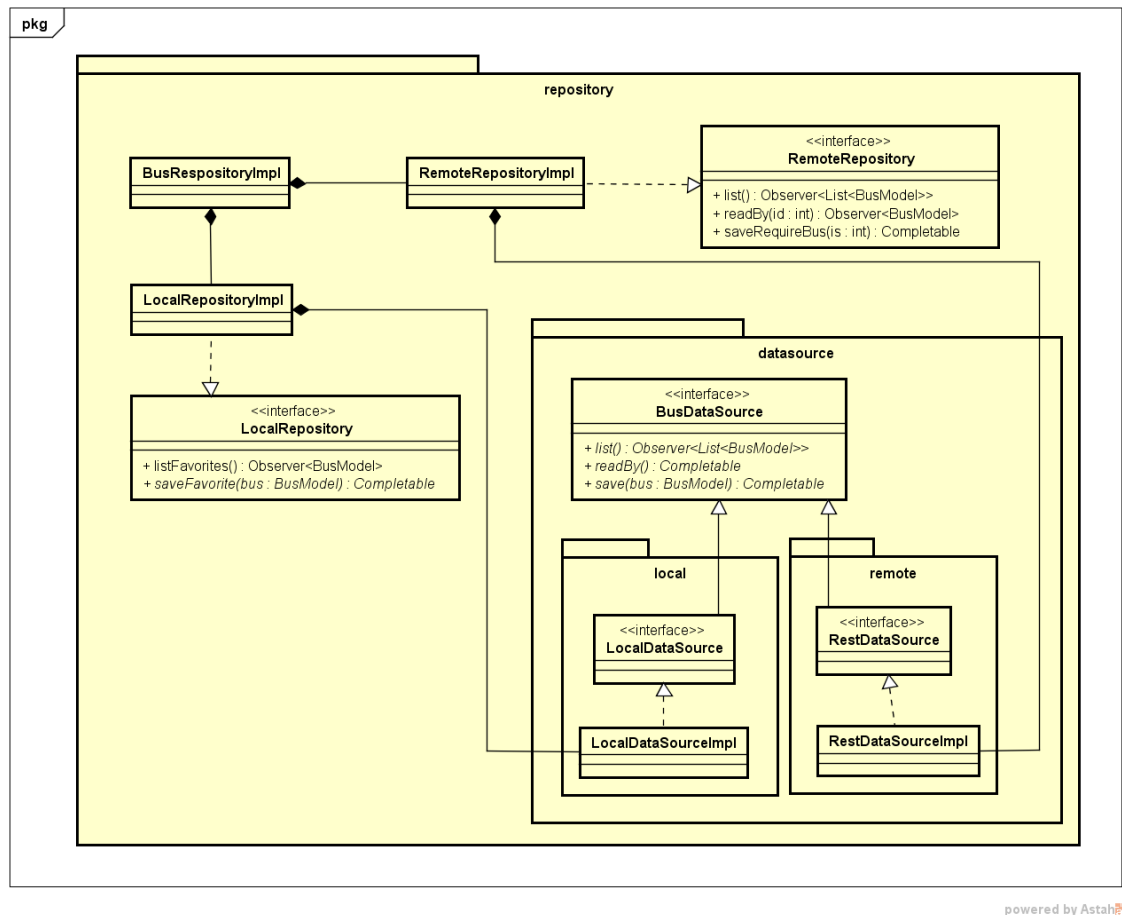 pkg
repository
BusRespositoryImpl
RemoteRepositoryImpl
<<interface>>
RemoteRepository
+ list() : Observer<List<BusModel>>
+ readBy(id : int) : Observer<BusModel>
+ saveRequireBus(is : int) : Completable
LocalRepositoryImpl
<<interface>>
LocalRepository
+ listFavorites() : Observer<BusModel>
+ saveFavorite(bus : BusModel) : Completable
datasource
<<interface>>
BusDataSource
+ list() : Observer<List<BusModel>>
+ readBy() : Completable
+ save(bus : BusModel) : Completable
local
<<interface>>
LocalDataSource
LocalDataSourceImpl
remote
<<interface>>
RestDataSource
RestDataSourceImpl
powered by Astah